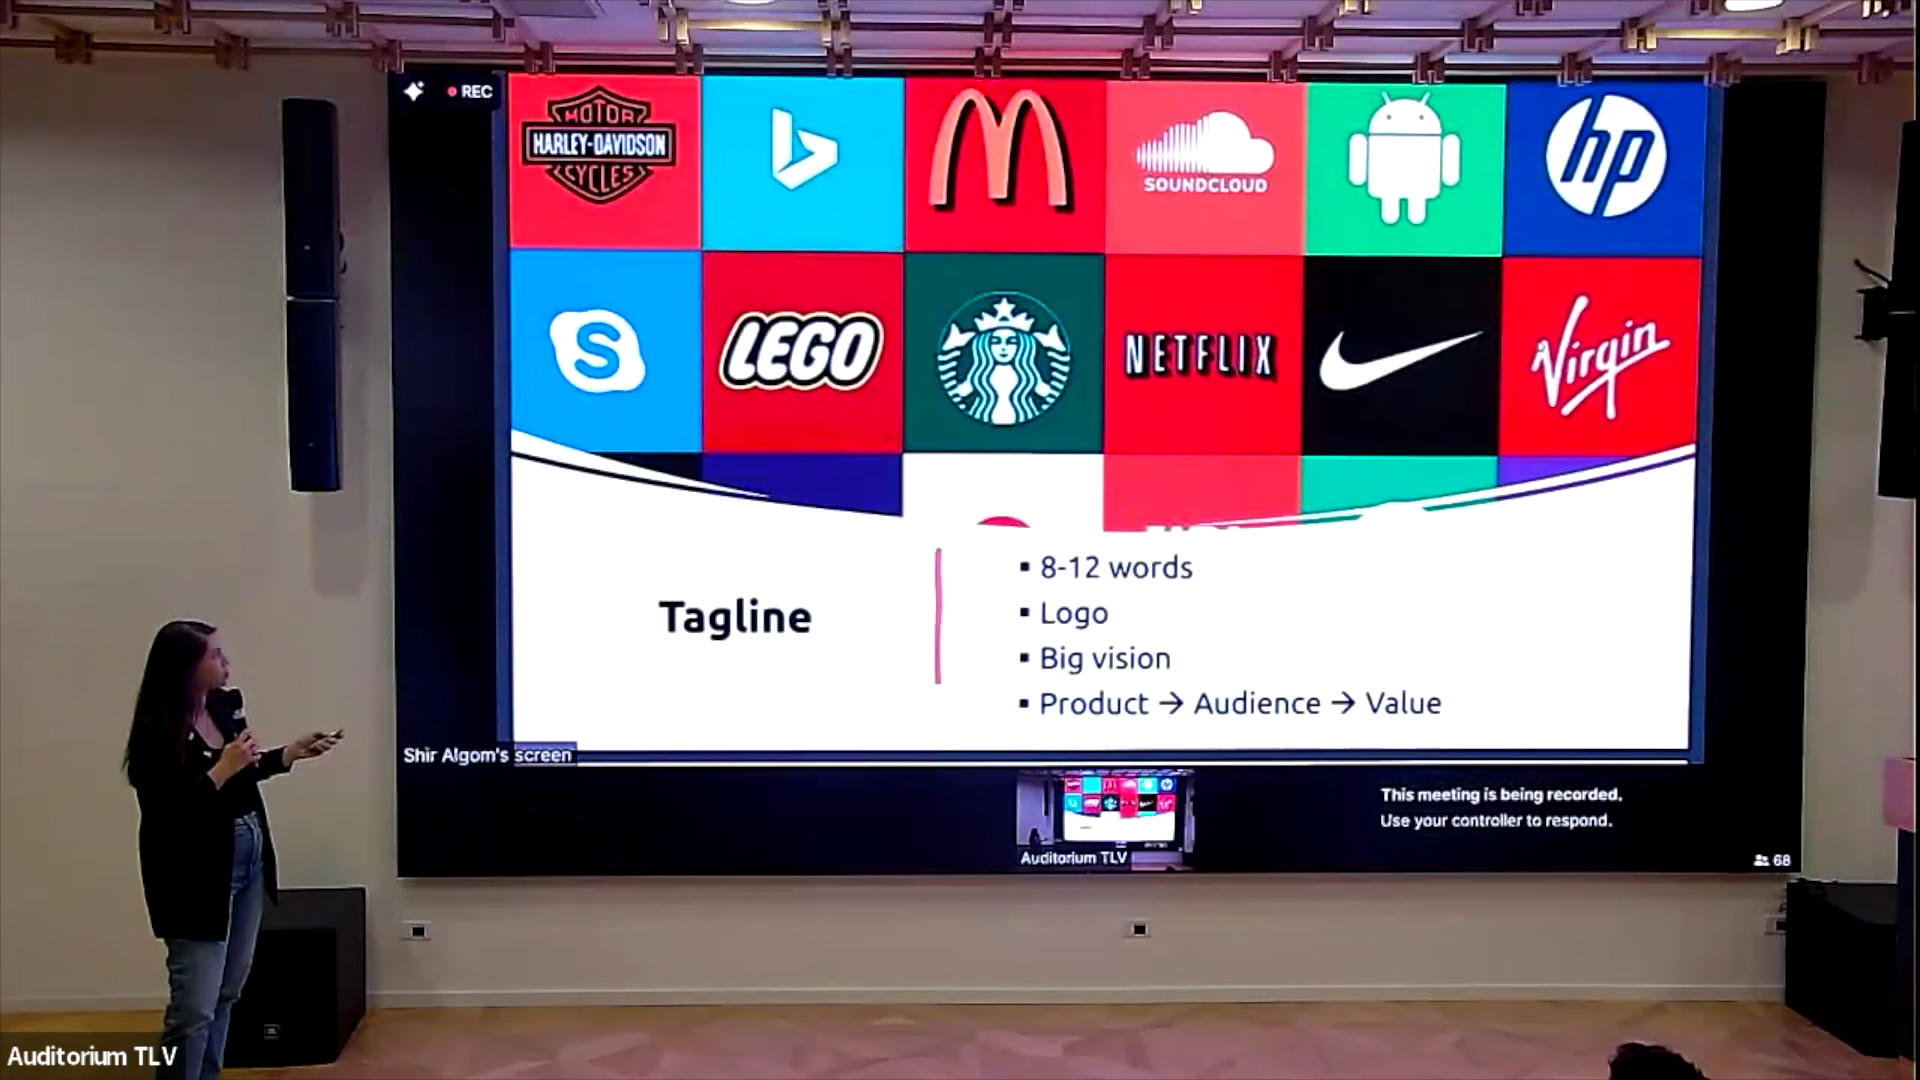 REC
MOTOR
HARLEY-DAVIDSON
CYCLES
SOUNDCLOUD
hp
S
LEGO
NETFLIX
Virgin
Tagline
▪ 8-12 words
▪ Logo
▪ Big vision
▪ Product → Audience → Value
Shir Algom's screen
This meeting is being recorded.
Use your controller to respond.
Auditorium TLV
68
Auditorium TLV